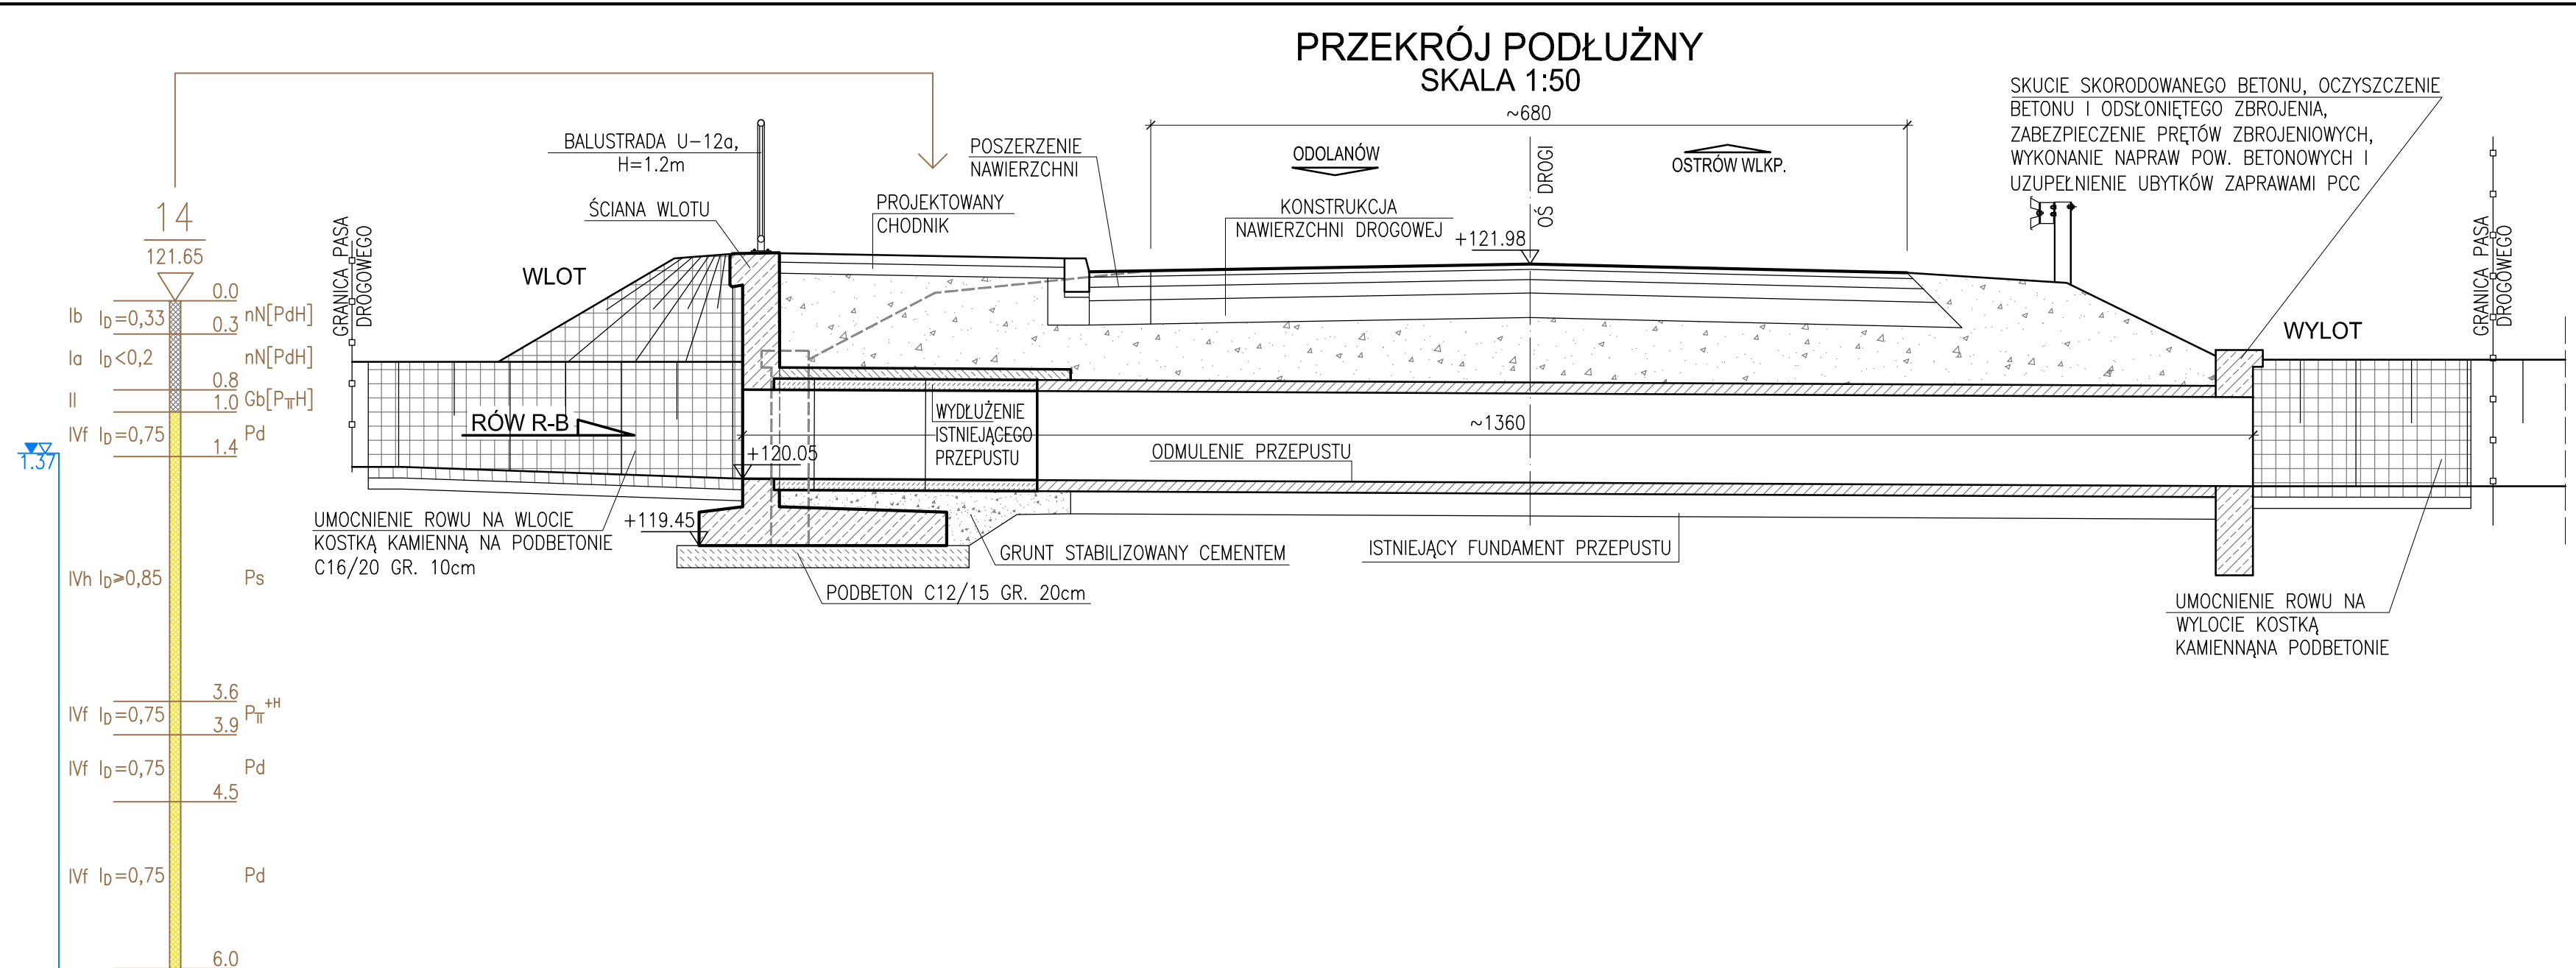 PRZEKRÓJ PODŁUŻNY
SKALA 1:50
~680
SKUCIE SKORODOWANEGO BETONU, OCZYSZCZENIE
BETONU I ODSŁONIĘTEGO ZBROJENIA,
ZABEZPIECZENIE PRĘTÓW ZBROJENIOWYCH,
WYKONANIE NAPRAW POW. BETONOWYCH I
UZUPEŁNIENIE UBYTKÓW ZAPRAWAMI PCC
BALUSTRADA U-12a,
H=1.2m
POSZERZENIE
NAWIERZCHNI
ODOLANÓW
OŚ DROGI
OSTRÓW WLKP.
ŚCIANA WLOTU
PROJEKTOWANY
CHODNIK
KONSTRUKCJA
NAWIERZCHNI DROGOWEJ
+121.98
GRANICA PASA
DROGOWEGO
WLOT
GRANICA PASA
DROGOWEGO
WYLOT
14
121.65
0.0
Ib ID=0,33 nN[PdH]
0.3
Ia ID<0,2 nN[PdH]
0.8
II Gb[PπH]
1.0
IVf ID=0,75 Pd
1.4
1.37
IVh ID≥0,85 Ps
3.6
IVf ID=0,75 Pπ+H
3.9
IVf ID=0,75 Pd
4.5
IVf ID=0,75 Pd
6.0
RÓW R-B
WYDŁUŻENIE
ISTNIEJĄCEGO
PRZEPUSTU
~1360
+120.05
ODMULENIE PRZEPUSTU
UMOCNIENIE ROWU NA WLOCIE
KOSTKĄ KAMIENNĄ NA PODBETONIE
C16/20 GR. 10cm
+119.45
GRUNT STABILIZOWANY CEMENTEM
ISTNIEJĄCY FUNDAMENT PRZEPUSTU
PODBETON C12/15 GR. 20cm
UMOCNIENIE ROWU NA
WYLOCIE KOSTKĄ
KAMIENNĄNA PODBETONIE